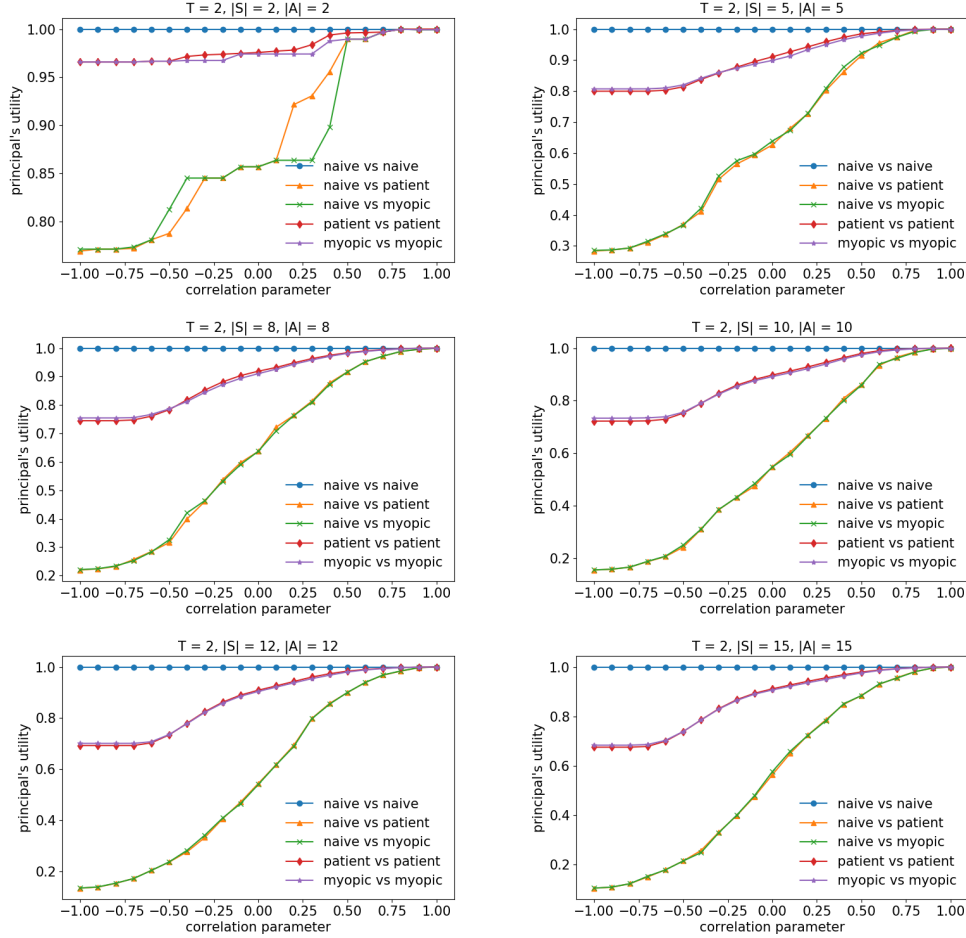 T = 2, |S| = 2, |A| = 2
1.00
0.95
0.90
0.85
0.80
principal's utility
naive vs naive
naive vs patient
naive vs myopic
patient vs patient
myopic vs myopic
−1.00 −0.75 −0.50 −0.25 0.00 0.25 0.50 0.75 1.00
correlation parameter
T = 2, |S| = 5, |A| = 5
1.0
0.9
0.8
0.7
0.6
0.5
0.4
0.3
principal's utility
naive vs naive
naive vs patient
naive vs myopic
patient vs patient
myopic vs myopic
−1.00 −0.75 −0.50 −0.25 0.00 0.25 0.50 0.75 1.00
correlation parameter
T = 2, |S| = 8, |A| = 8
1.0
0.9
0.8
0.7
0.6
0.5
0.4
0.3
0.2
principal's utility
naive vs naive
naive vs patient
naive vs myopic
patient vs patient
myopic vs myopic
−1.00 −0.75 −0.50 −0.25 0.00 0.25 0.50 0.75 1.00
correlation parameter
T = 2, |S| = 10, |A| = 10
1.0
0.8
0.6
0.4
0.2
principal's utility
naive vs naive
naive vs patient
naive vs myopic
patient vs patient
myopic vs myopic
−1.00 −0.75 −0.50 −0.25 0.00 0.25 0.50 0.75 1.00
correlation parameter
T = 2, |S| = 12, |A| = 12
1.0
0.8
0.6
0.4
0.2
principal's utility
naive vs naive
naive vs patient
naive vs myopic
patient vs patient
myopic vs myopic
−1.00 −0.75 −0.50 −0.25 0.00 0.25 0.50 0.75 1.00
correlation parameter
T = 2, |S| = 15, |A| = 15
1.0
0.8
0.6
0.4
0.2
principal's utility
naive vs naive
naive vs patient
naive vs myopic
patient vs patient
myopic vs myopic
−1.00 −0.75 −0.50 −0.25 0.00 0.25 0.50 0.75 1.00
correlation parameter